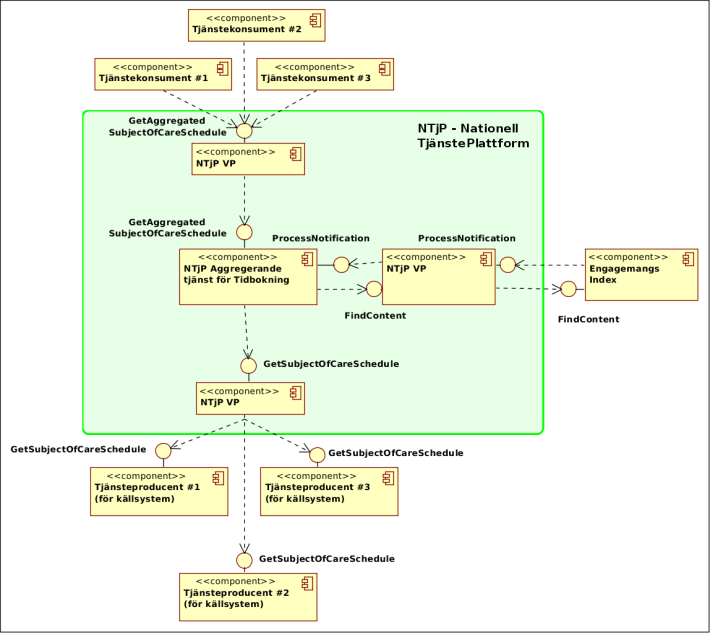 <<component>>
Tjänstekonsument #2
<<component>>
Tjänstekonsument #1
<<component>>
Tjänstekonsument #3
GetAggregated
SubjectOfCareSchedule
NTjP - Nationell
TjänstePlattform
<<component>>
NTjP VP
GetAggregated
SubjectOfCareSchedule
ProcessNotification
ProcessNotification
<<component>>
NTjP Aggregerande
tjänst för Tidbokning
<<component>>
NTjP VP
<<component>>
Engagemangs
Index
FindContent
FindContent
GetSubjectOfCareSchedule
<<component>>
NTjP VP
GetSubjectOfCareSchedule
GetSubjectOfCareSchedule
<<component>>
Tjänsteproducent #1
(för källsystem)
<<component>>
Tjänsteproducent #3
(för källsystem)
GetSubjectOfCareSchedule
<<component>>
Tjänsteproducent #2
(för källsystem)